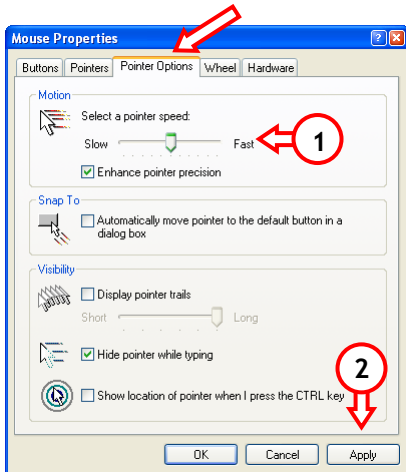 Mouse Properties
Buttons Pointers Pointer Options Wheel Hardware
Motion
Select a pointer speed:
Slow Fast 1
Enhance pointer precision
Snap To
Automatically move pointer to the default button in a
dialog box
Visibility
Display pointer trails
Short Long
Hide pointer while typing
2
Show location of pointer when I press the CTRL key
OK Cancel Apply